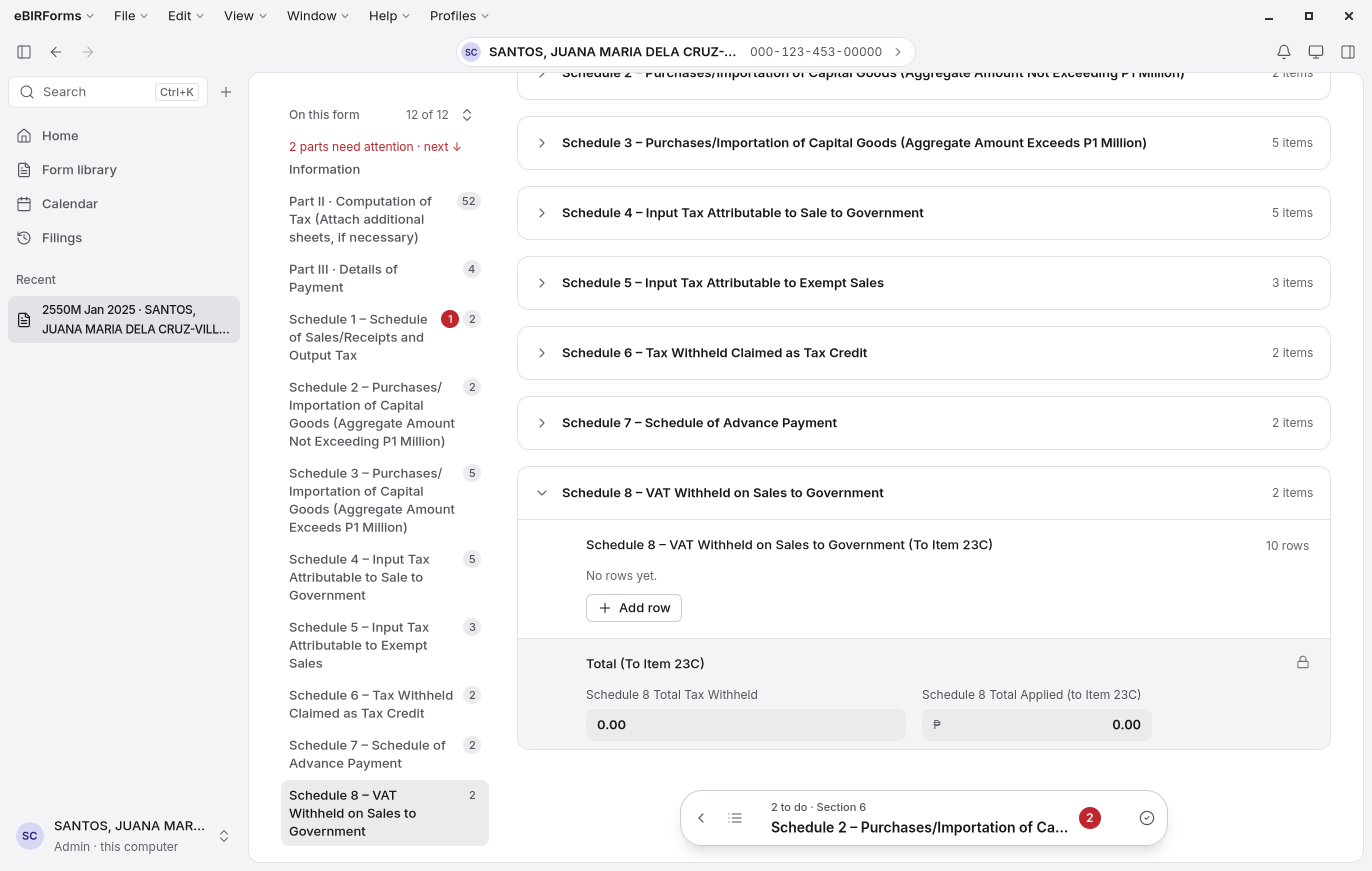 eBIRForms File Edit View Window Help Profiles
SC SANTOS, JUANA MARIA DELA CRUZ-... 000-123-453-00000
Search Ctrl+K
Home
Form library
Calendar
Filings
Recent
2550M Jan 2025 · SANTOS,
JUANA MARIA DELA CRUZ-VILL...
SC SANTOS, JUANA MAR...
Admin · this computer
On this form 12 of 12
2 parts need attention · next ↓
Information
Part II · Computation of 52
Tax (Attach additional
sheets, if necessary)
Part III · Details of 4
Payment
Schedule 1 – Schedule 1 2
of Sales/Receipts and
Output Tax
Schedule 2 – Purchases/ 2
Importation of Capital
Goods (Aggregate Amount
Not Exceeding P1 Million)
Schedule 3 – Purchases/ 5
Importation of Capital
Goods (Aggregate Amount
Exceeds P1 Million)
Schedule 4 – Input Tax 5
Attributable to Sale to
Government
Schedule 5 – Input Tax 3
Attributable to Exempt
Sales
Schedule 6 – Tax Withheld 2
Claimed as Tax Credit
Schedule 7 – Schedule of 2
Advance Payment
Schedule 8 – VAT 2
Withheld on Sales to
Government
Schedule 2 – Purchases/Importation of Capital Goods (Aggregate Amount Not Exceeding P1 Million) 2 items
Schedule 3 – Purchases/Importation of Capital Goods (Aggregate Amount Exceeds P1 Million) 5 items
Schedule 4 – Input Tax Attributable to Sale to Government 5 items
Schedule 5 – Input Tax Attributable to Exempt Sales 3 items
Schedule 6 – Tax Withheld Claimed as Tax Credit 2 items
Schedule 7 – Schedule of Advance Payment 2 items
Schedule 8 – VAT Withheld on Sales to Government 2 items
Schedule 8 – VAT Withheld on Sales to Government (To Item 23C) 10 rows
No rows yet.
Add row
Total (To Item 23C)
Schedule 8 Total Tax Withheld Schedule 8 Total Applied (to Item 23C)
0.00 ₱ 0.00
2 to do · Section 6
Schedule 2 – Purchases/Importation of Ca... 2